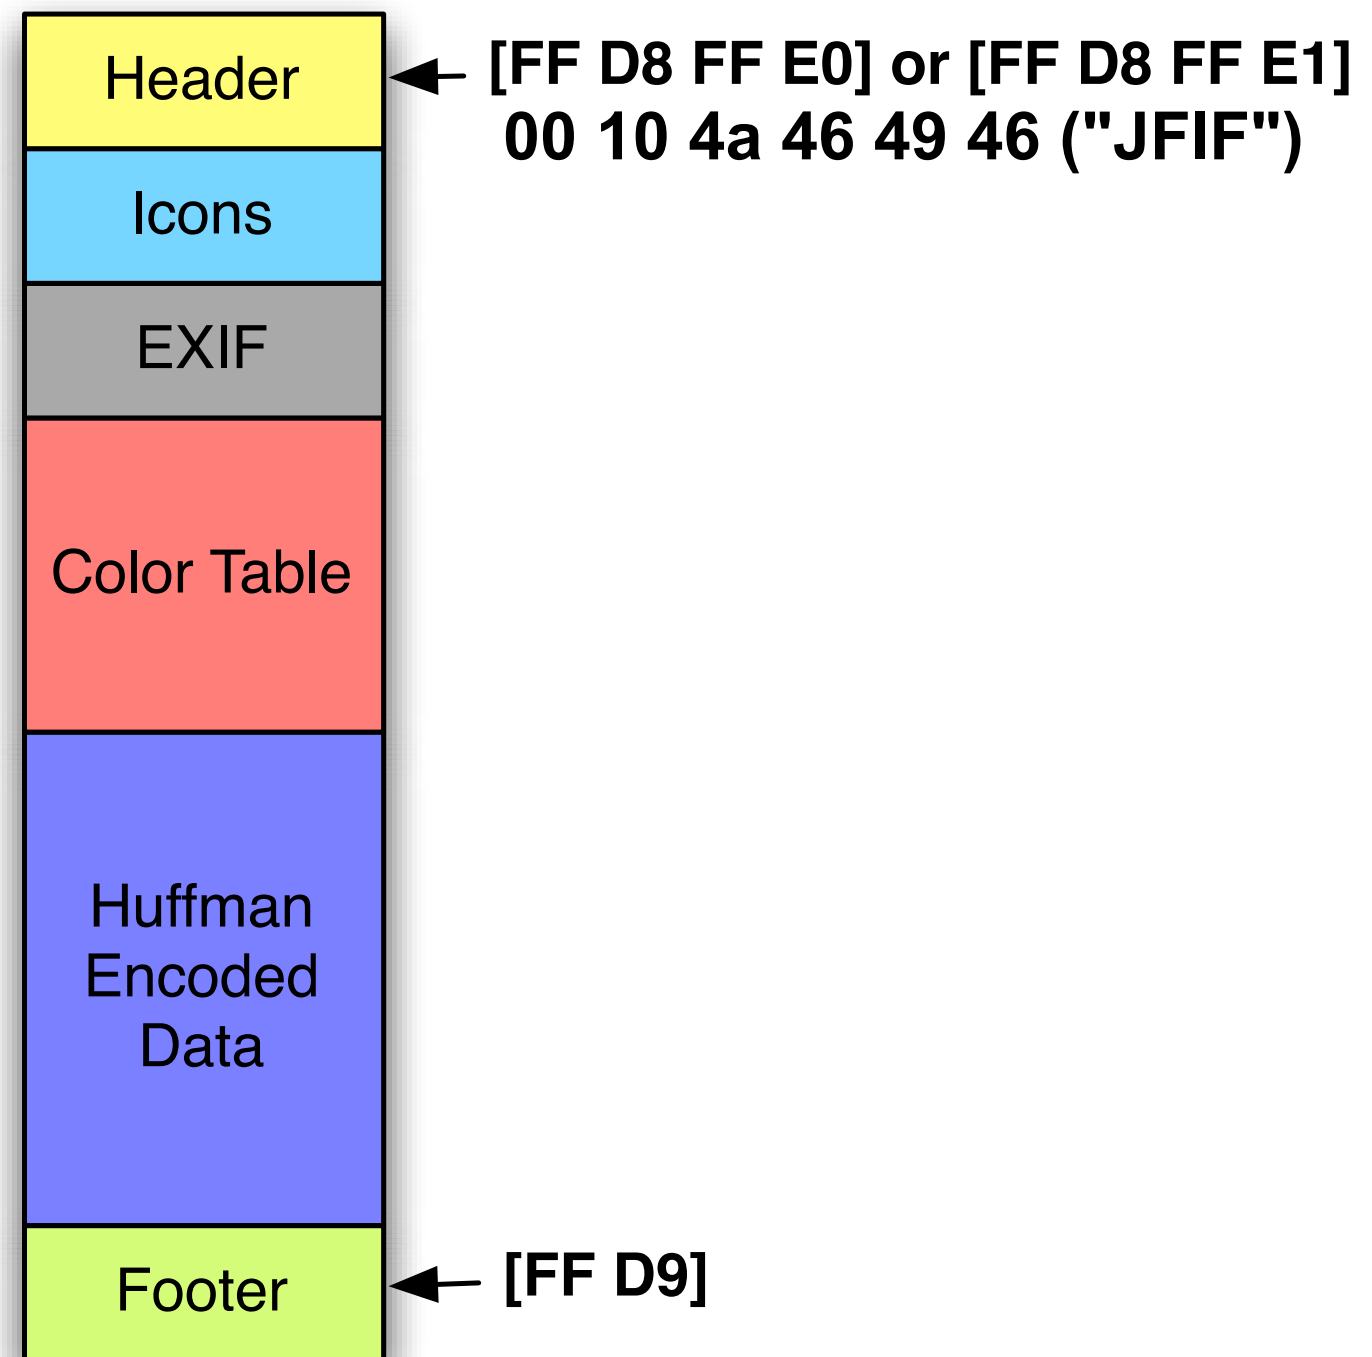 Header
[FF D8 FF E0] or [FF D8 FF E1]
00 10 4a 46 49 46 ("JFIF")
Icons
EXIF
Color Table
Huffman
Encoded
Data
Footer
[FF D9]